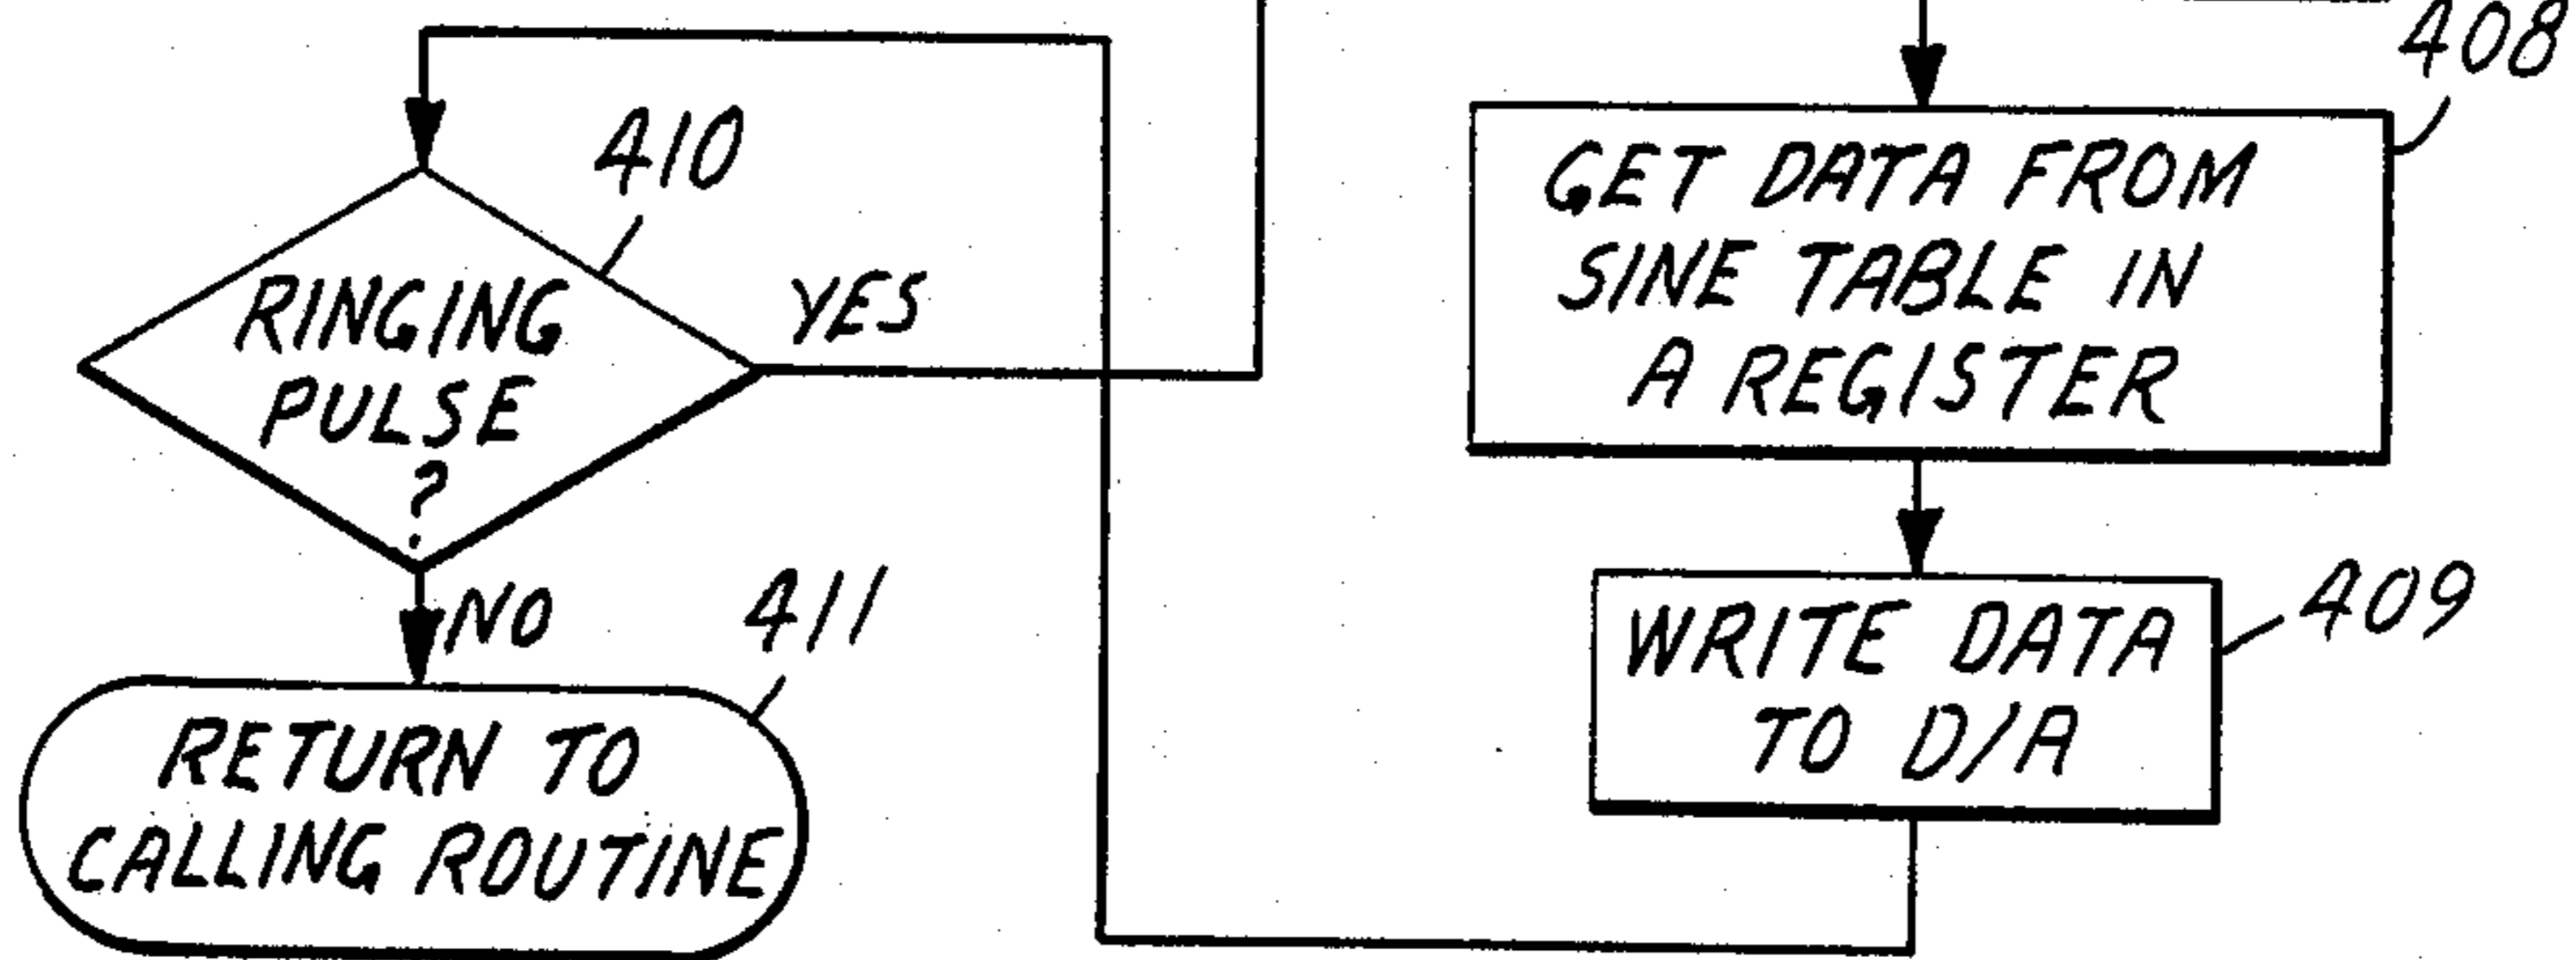 408
GET DATA FROM
SINE TABLE IN
A REGISTER
409
WRITE DATA
TO D/A
410
RINGING
PULSE
?
YES
NO
411
RETURN TO
CALLING ROUTINE